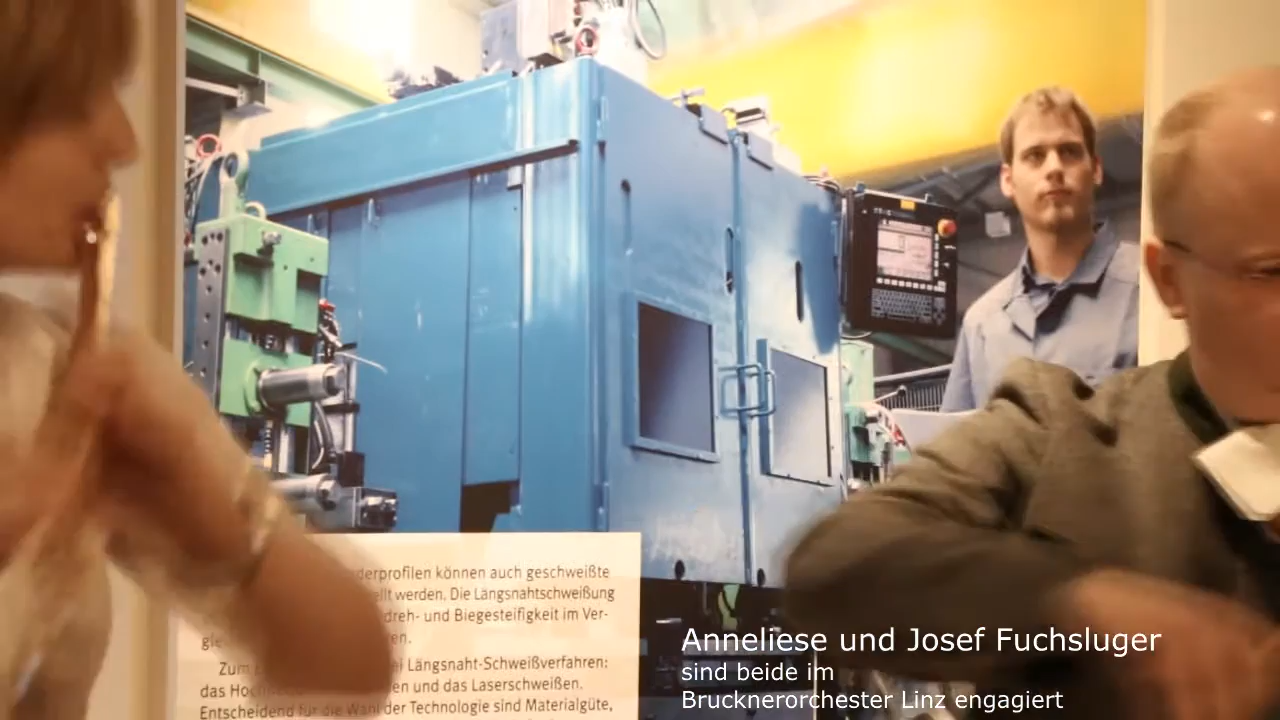 derprofilen können auch geschweißte
werden. Die Längsnahtschweißung
dreh- und Biegesteifigkeit im Ver-
Zum Längsnaht-Schweißverfahren:
das und das Laserschweißen.
Entscheidend für die Wahl der Technologie sind Materialgüte,
Anneliese und Josef Fuchsluger
sind beide im
Brucknerorchester Linz engagiert